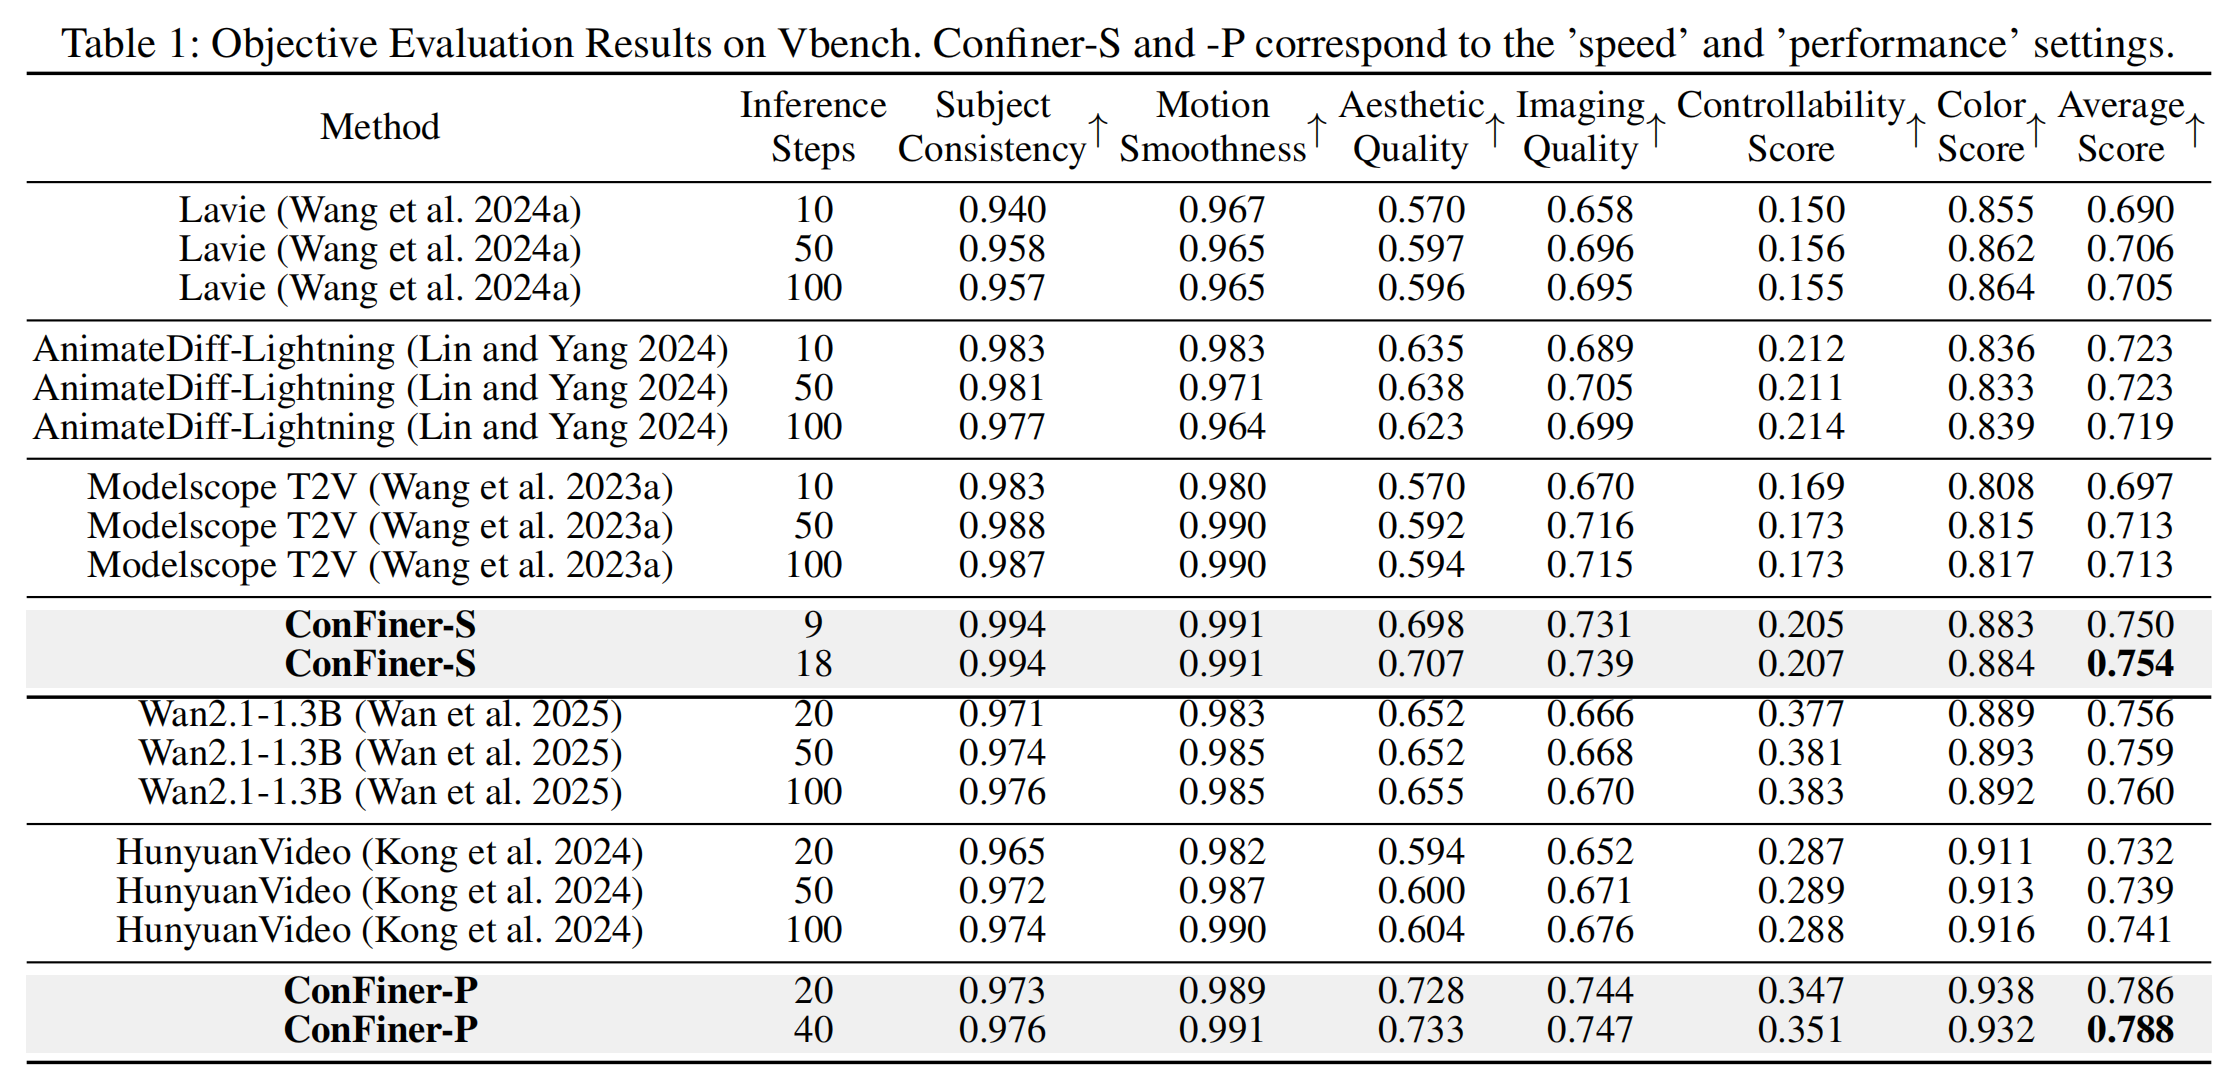 Table 1: Objective Evaluation Results on Vbench. Confiner-S and -P correspond to the 'speed' and 'performance' settings.
Method Inference Steps Subject Consistency↑ Motion Smoothness↑ Aesthetic Quality↑ Imaging Quality↑ Controllability Score↑ Color Score↑ Average Score↑
Lavie (Wang et al. 2024a) 10 0.940 0.967 0.570 0.658 0.150 0.855 0.690
Lavie (Wang et al. 2024a) 50 0.958 0.965 0.597 0.696 0.156 0.862 0.706
Lavie (Wang et al. 2024a) 100 0.957 0.965 0.596 0.695 0.155 0.864 0.705
AnimateDiff-Lightning (Lin and Yang 2024) 10 0.983 0.983 0.635 0.689 0.212 0.836 0.723
AnimateDiff-Lightning (Lin and Yang 2024) 50 0.981 0.971 0.638 0.705 0.211 0.833 0.723
AnimateDiff-Lightning (Lin and Yang 2024) 100 0.977 0.964 0.623 0.699 0.214 0.839 0.719
Modelscope T2V (Wang et al. 2023a) 10 0.983 0.980 0.570 0.670 0.169 0.808 0.697
Modelscope T2V (Wang et al. 2023a) 50 0.988 0.990 0.592 0.716 0.173 0.815 0.713
Modelscope T2V (Wang et al. 2023a) 100 0.987 0.990 0.594 0.715 0.173 0.817 0.713
ConFiner-S 9 0.994 0.991 0.698 0.731 0.205 0.883 0.750
ConFiner-S 18 0.994 0.991 0.707 0.739 0.207 0.884 0.754
Wan2.1-1.3B (Wan et al. 2025) 20 0.971 0.983 0.652 0.666 0.377 0.889 0.756
Wan2.1-1.3B (Wan et al. 2025) 50 0.974 0.985 0.652 0.668 0.381 0.893 0.759
Wan2.1-1.3B (Wan et al. 2025) 100 0.976 0.985 0.655 0.670 0.383 0.892 0.760
HunyuanVideo (Kong et al. 2024) 20 0.965 0.982 0.594 0.652 0.287 0.911 0.732
HunyuanVideo (Kong et al. 2024) 50 0.972 0.987 0.600 0.671 0.289 0.913 0.739
HunyuanVideo (Kong et al. 2024) 100 0.974 0.990 0.604 0.676 0.288 0.916 0.741
ConFiner-P 20 0.973 0.989 0.728 0.744 0.347 0.938 0.786
ConFiner-P 40 0.976 0.991 0.733 0.747 0.351 0.932 0.788